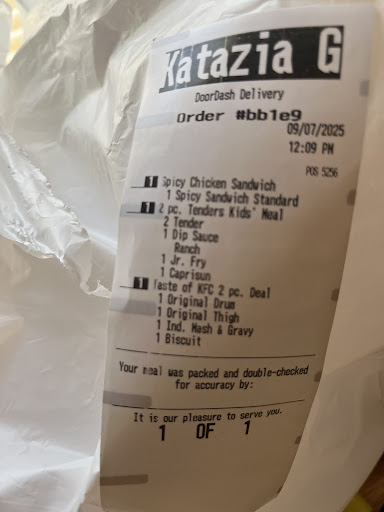 Katazia G
DoorDash Delivery
Order #bb1e9
09/07/2025
12:09 PM
POS 5256
1 Spicy Chicken Sandwich
1 Spicy Sandwich Standard
1 2 pc. Tenders Kids' Meal
2 Tender
1 Dip Sauce
Ranch
1 Jr. Fry
1 Caprisun
1 Taste of KFC 2 pc. Deal
1 Original Drum
1 Original Thigh
1 Ind. Mash & Gravy
1 Biscuit
Your meal was packed and double-checked
for accuracy by:
It is our pleasure to serve you.
1 OF 1